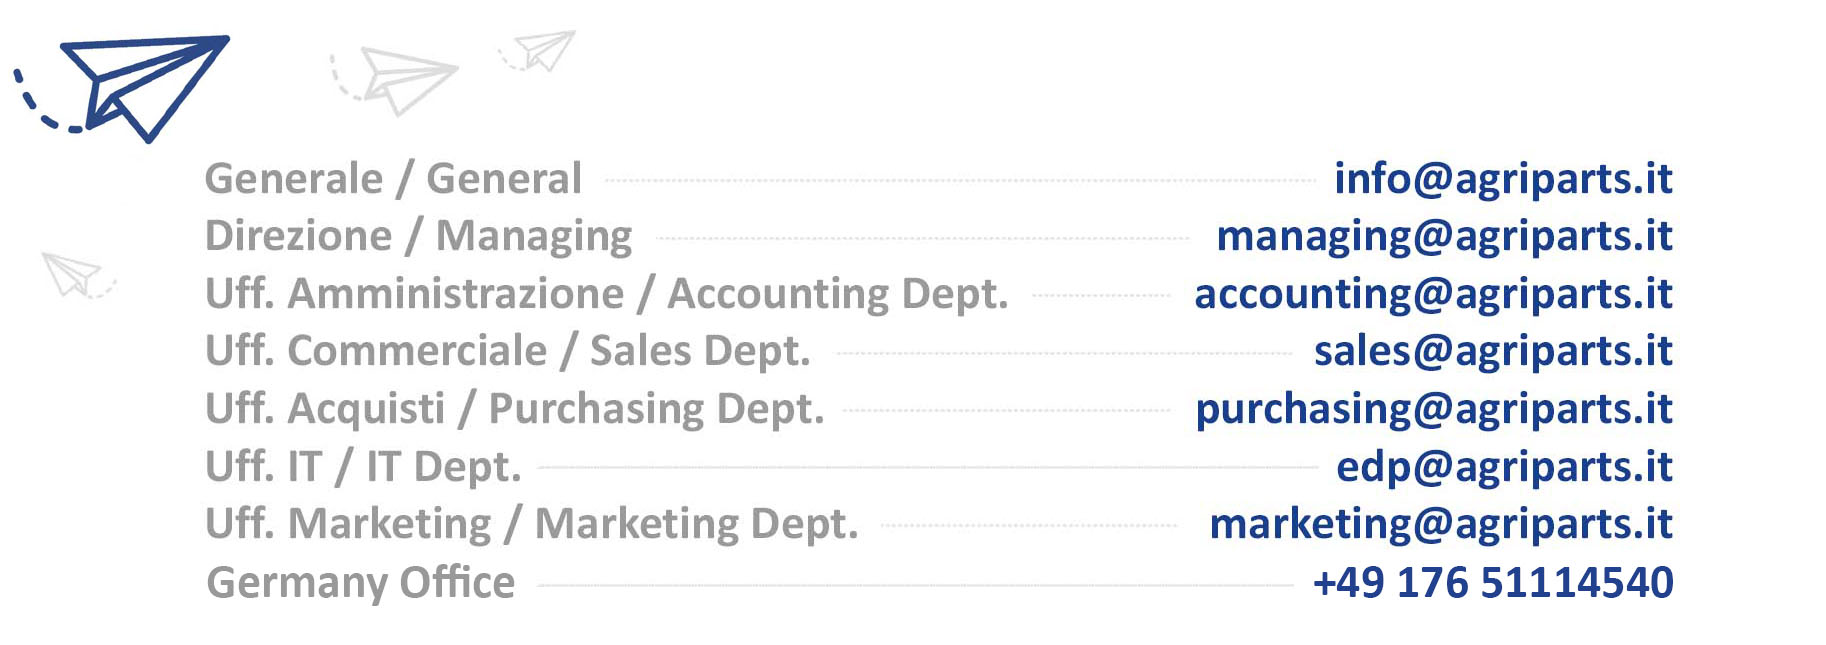 Generale / General info@agriparts.it
Direzione / Managing managing@agriparts.it
Uff. Amministrazione / Accounting Dept. accounting@agriparts.it
Uff. Commerciale / Sales Dept. sales@agriparts.it
Uff. Acquisti / Purchasing Dept. purchasing@agriparts.it
Uff. IT / IT Dept. edp@agriparts.it
Uff. Marketing / Marketing Dept. marketing@agriparts.it
Germany Office +49 176 51114540